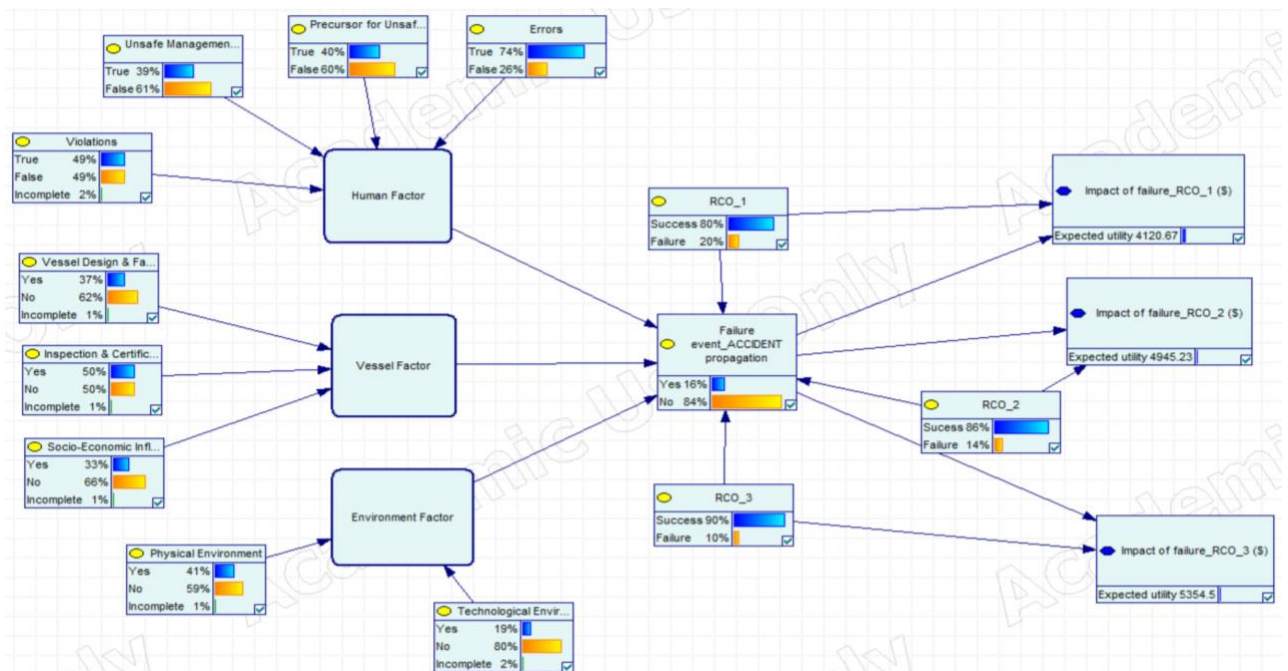 Precursor for Unsaf...
True 40%
False 60%
Errors
True 74%
False 26%
Unsafe Managemen...
True 39%
False 61%
Violations
True 49%
False 49%
Incomplete 2%
Human Factor
RCO_1
Success 80%
Failure 20%
Impact of failure_RCO_1 ($)
Expected utility 4120.67
Vessel Design & Fa...
Yes 37%
No 62%
Incomplete 1%
Inspection & Certific...
Yes 50%
No 50%
Incomplete 1%
Vessel Factor
Failure
event_ACCIDENT
propagation
Yes 16%
No 84%
Impact of failure_RCO_2 ($)
Expected utility 4945.23
RCO_2
Sucess 86%
Failure 14%
Socio-Economic Infl...
Yes 33%
No 66%
Incomplete 1%
Environment Factor
RCO_3
Success 90%
Failure 10%
Impact of failure_RCO_3 ($)
Expected utility 5354.5
Physical Environment
Yes 41%
No 59%
Incomplete 1%
Technological Envir...
Yes 19%
No 80%
Incomplete 2%
Academic Use Only